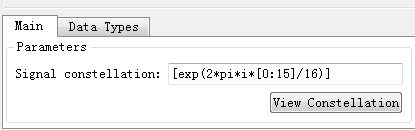 Main
Data Types
Parameters
Signal constellation: [exp(2*pi*i*[0:15]/16)]
View Constellation